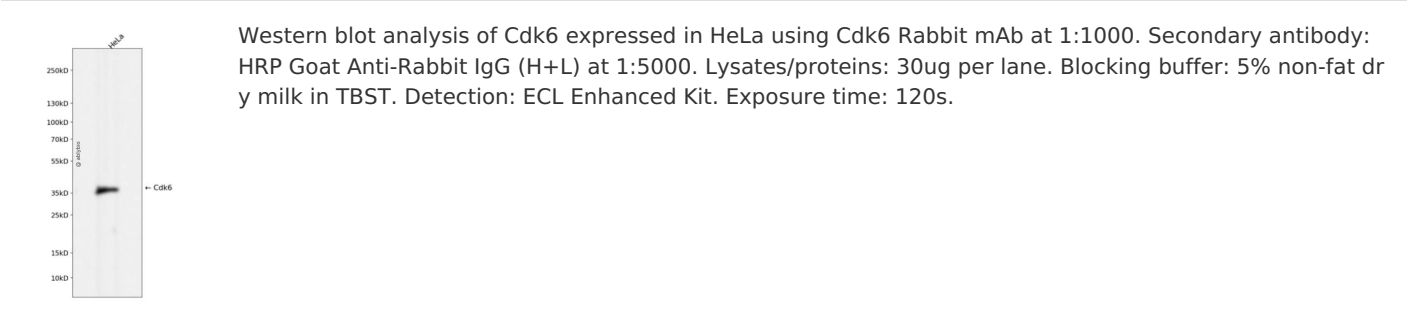 HeLa
250kD
130kD
100kD
70kD
55kD
35kD
25kD
15kD
10kD
← Cdk6
Western blot analysis of Cdk6 expressed in HeLa using Cdk6 Rabbit mAb at 1:1000. Secondary antibody:
HRP Goat Anti-Rabbit IgG (H+L) at 1:5000. Lysates/proteins: 30ug per lane. Blocking buffer: 5% non-fat dr
y milk in TBST. Detection: ECL Enhanced Kit. Exposure time: 120s.